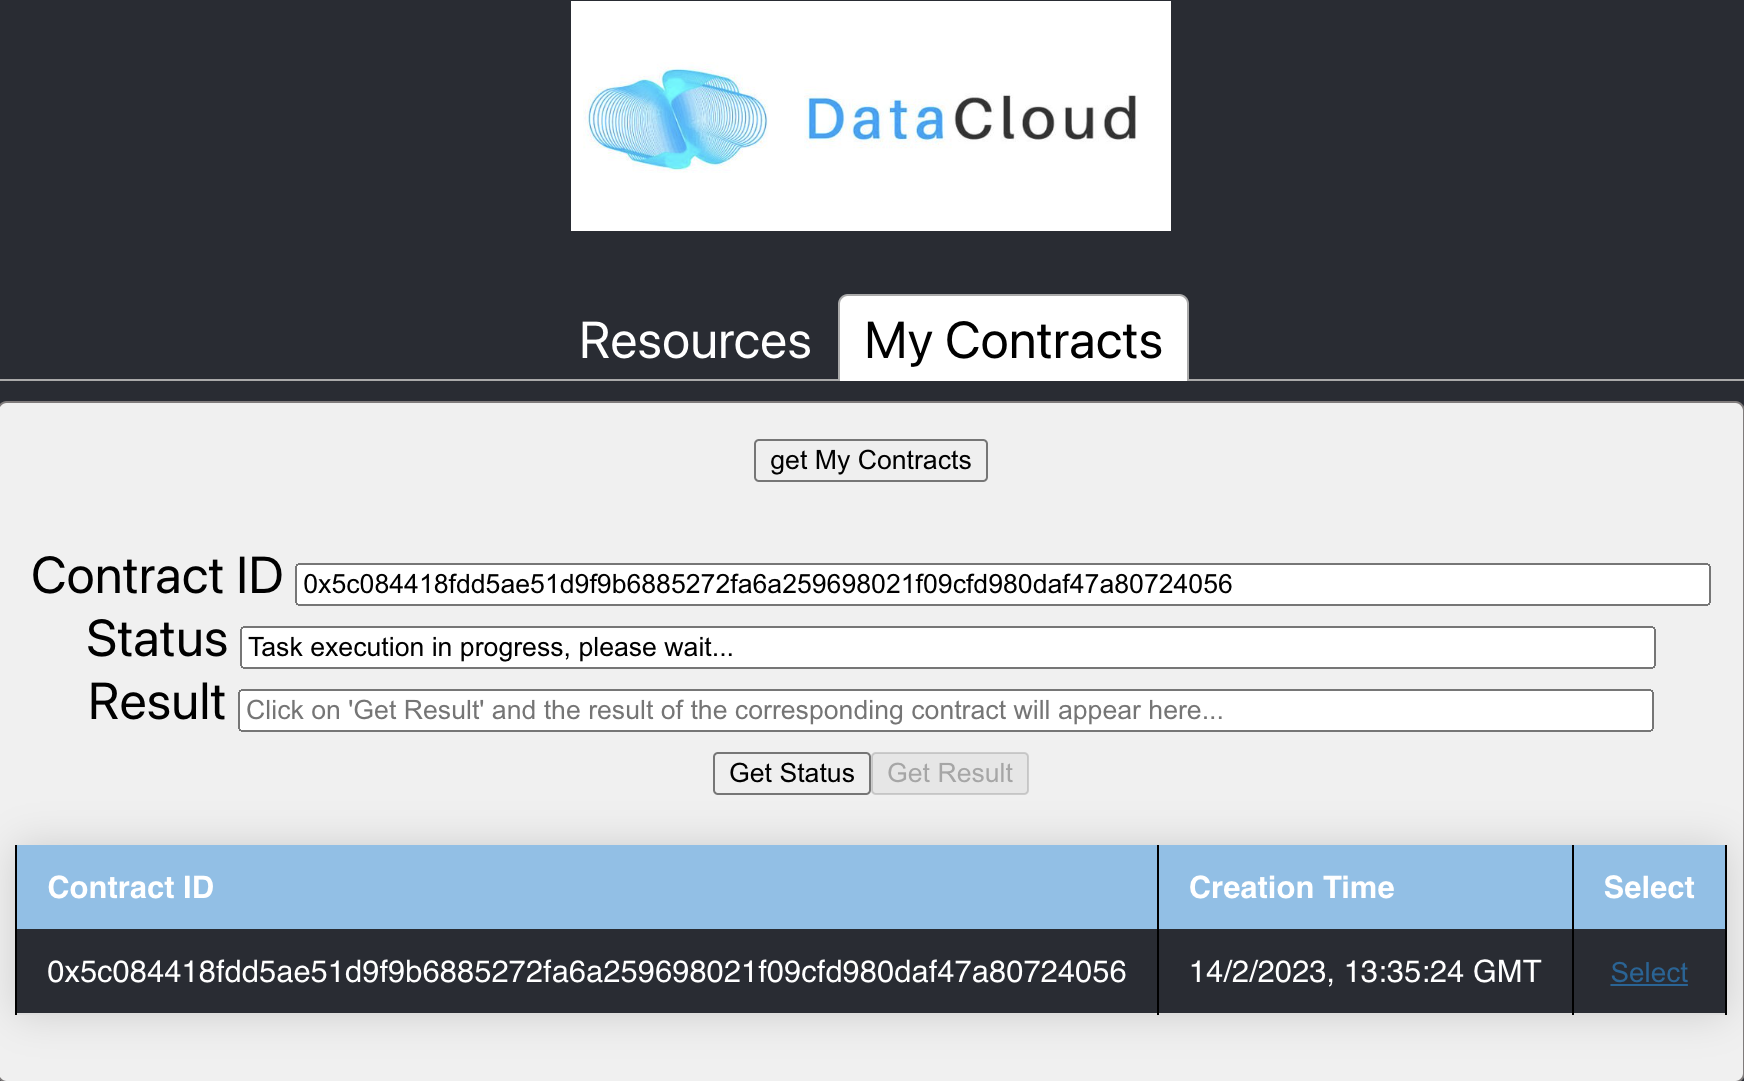 DataCloud
Resources My Contracts
get My Contracts
Contract ID 0x5c084418fdd5ae51d9f9b6885272fa6a259698021f09cfd980daf47a80724056
Status Task execution in progress, please wait...
Result Click on 'Get Result' and the result of the corresponding contract will appear here...
Get Status Get Result
Contract ID Creation Time Select
0x5c084418fdd5ae51d9f9b6885272fa6a259698021f09cfd980daf47a80724056 14/2/2023, 13:35:24 GMT Select